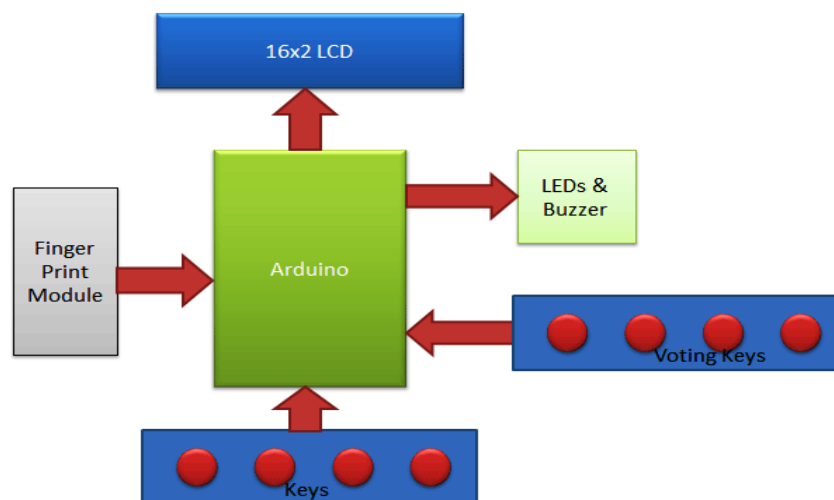 16x2 LCD
LEDs &
Buzzer
Finger
Print
Module
Arduino
Voting Keys
Keys